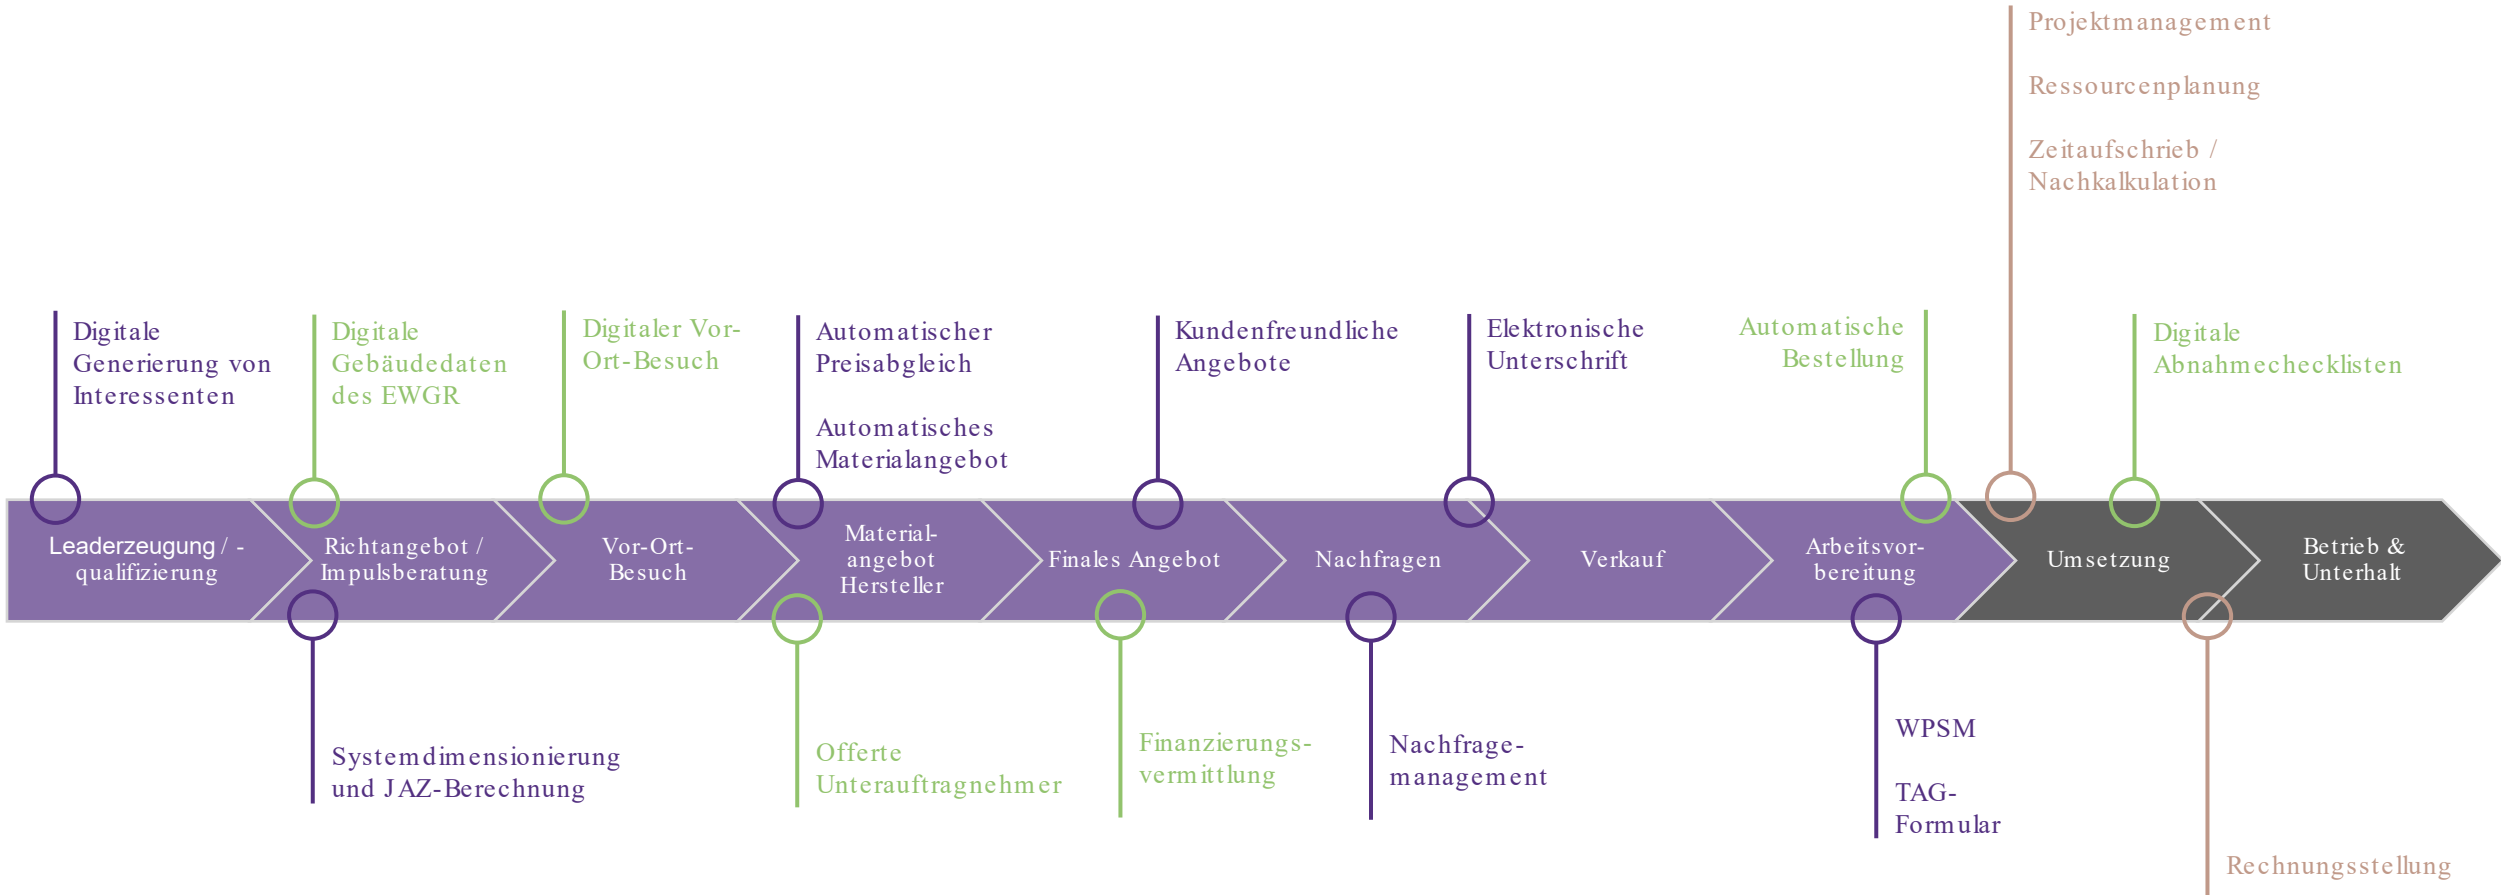 Projektmanagement
Ressourcenplanung
Zeitaufschrieb /
Nachkalkulation
Digitale
Generierung von
Interessenten
Digitale
Gebäudedaten
des EWGR
Digitaler Vor-
Ort-Besuch
Automatischer
Preisabgleich
Automatisches
Materialangebot
Kundenfreundliche
Angebote
Elektronische
Unterschrift
Automatische
Bestellung
Digitale
Abnahmechecklisten
Leaderzeugung / -
qualifizierung
Richtangebot /
Impulsberatung
Vor-Ort-
Besuch
Material-
angebot
Hersteller
Finales Angebot
Nachfragen
Verkauf
Arbeitsvor-
bereitung
Umsetzung
Betrieb &
Unterhalt
Systemdimensionierung
und JAZ-Berechnung
Offerte
Unterauftragnehmer
Finanzierungs-
vermittlung
Nachfrage-
management
WPSM
TAG-
Formular
Rechnungsstellung